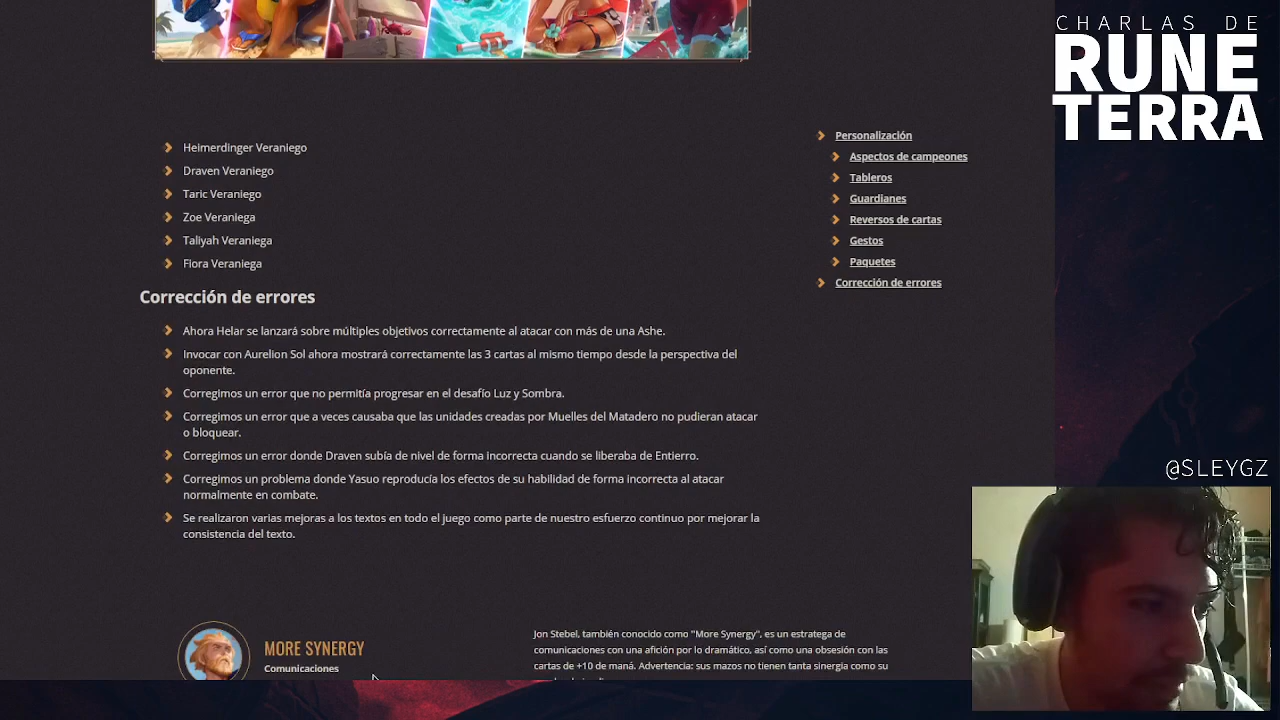 CHARLAS DE
RUNE
TERRA
Heimerdinger Veraniego
Draven Veraniego
Taric Veraniego
Zoe Veraniega
Taliyah Veraniega
Fiora Veraniega
Personalización
Aspectos de campeones
Tableros
Guardianes
Reversos de cartas
Gestos
Paquetes
Corrección de errores
Corrección de errores
Ahora Helar se lanzará sobre múltiples objetivos correctamente al atacar con más de una Ashe.
Invocar con Aurelion Sol ahora mostrará correctamente las 3 cartas al mismo tiempo desde la perspectiva del
oponente.
Corregimos un error que no permitía progresar en el desafío Luz y Sombra.
Corregimos un error que a veces causaba que las unidades creadas por Muelles del Matadero no pudieran atacar
o bloquear.
Corregimos un error donde Draven subía de nivel de forma incorrecta cuando se liberaba de Entierro.
Corregimos un problema donde Yasuo reproducía los efectos de su habilidad de forma incorrecta al atacar
normalmente en combate.
Se realizaron varias mejoras a los textos en todo el juego como parte de nuestro esfuerzo continuo por mejorar la
consistencia del texto.
@SLEYGZ
MORE SYNERGY
Comunicaciones
Jon Stebel, también conocido como "More Synergy", es un estratega de
comunicaciones con una afición por lo dramático, así como una obsesión con las
cartas de +10 de maná. Advertencia: sus mazos no tienen tanta sinergia como su